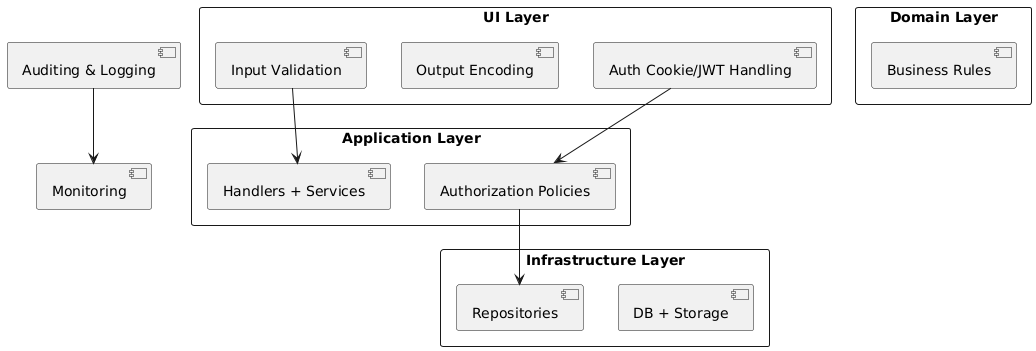 UI Layer
Domain Layer
Auditing & Logging
Input Validation
Output Encoding
Auth Cookie/JWT Handling
Business Rules
Application Layer
Monitoring
Handlers + Services
Authorization Policies
Infrastructure Layer
Repositories
DB + Storage